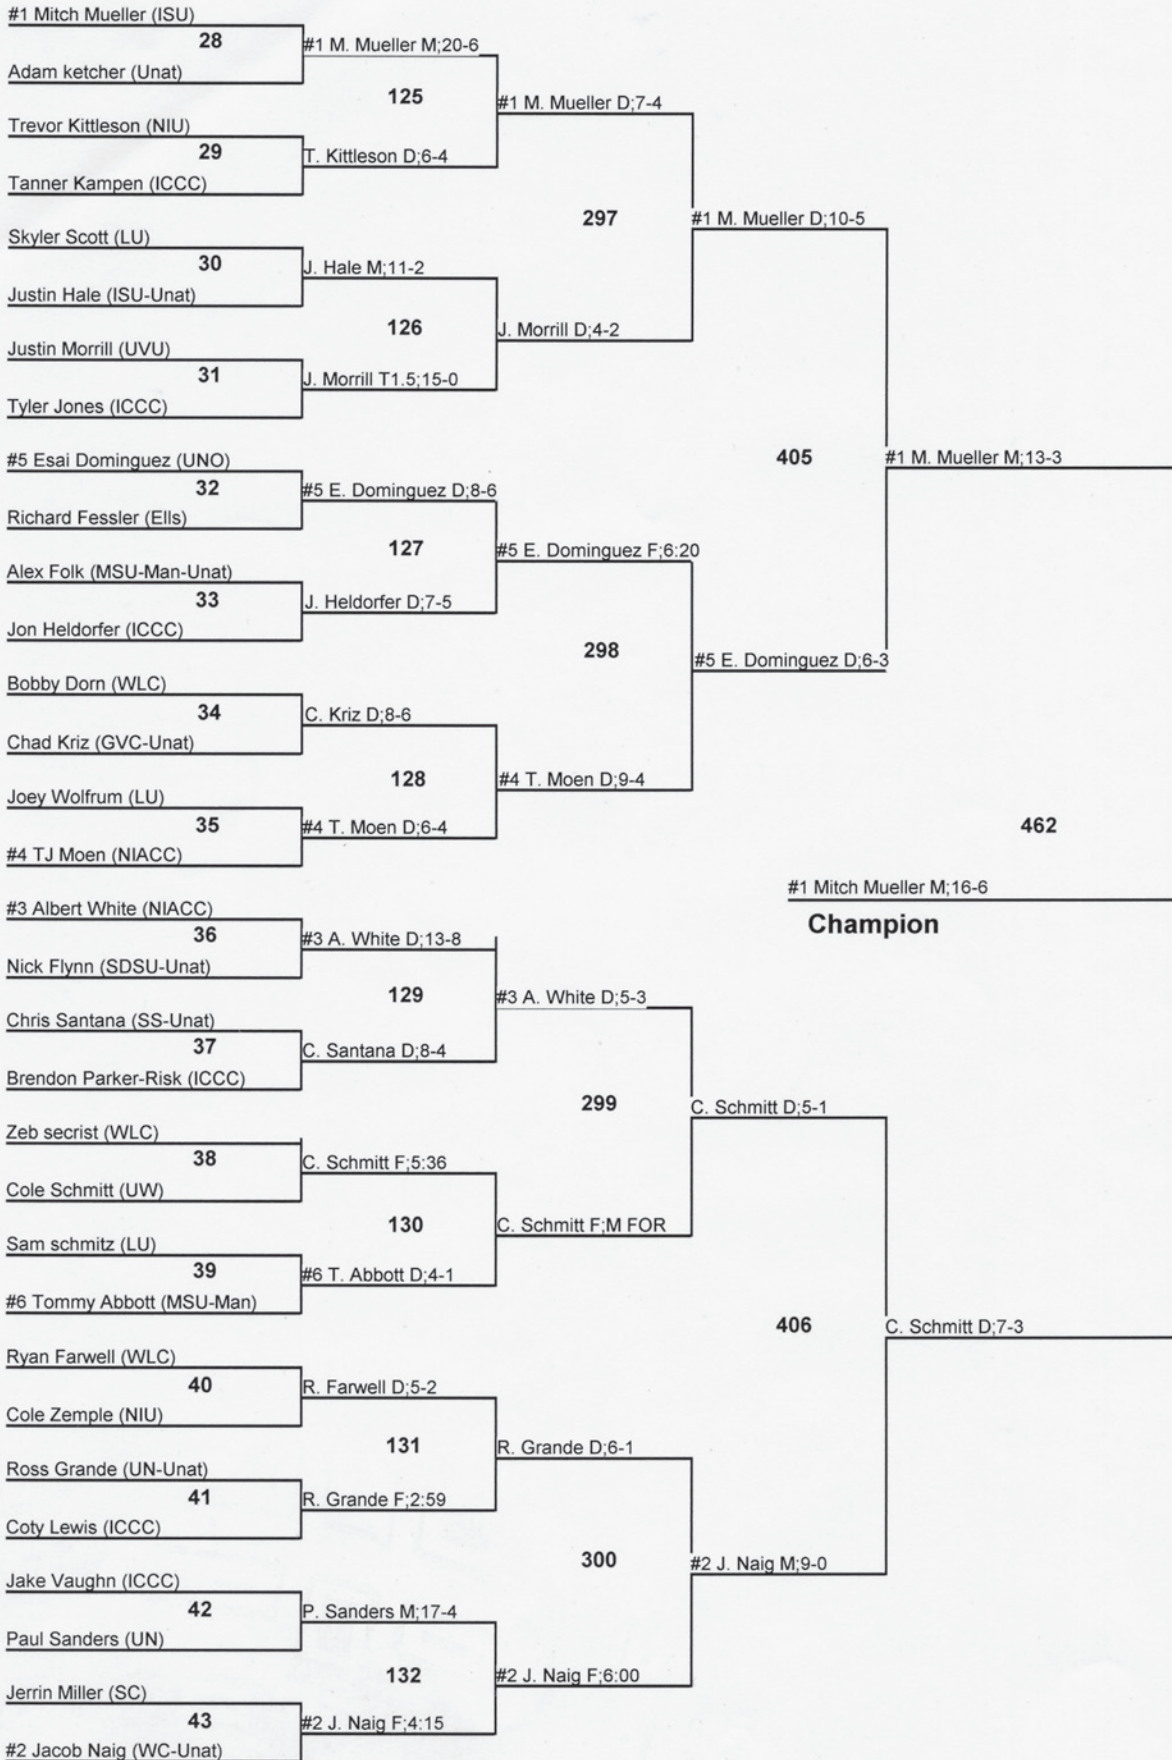 #1 Mitch Mueller (ISU)
28
Adam ketcher (Unat)
#1 M. Mueller M;20-6
125
Trevor Kittleson (NIU)
29
Tanner Kampen (ICCC)
T. Kittleson D;6-4
#1 M. Mueller D;7-4
297
Skyler Scott (LU)
30
Justin Hale (ISU-Unat)
J. Hale M;11-2
126
Justin Morrill (UVU)
31
Tyler Jones (ICCC)
J. Morrill T1.5;15-0
J. Morrill D;4-2
#1 M. Mueller D;10-5
405
#5 Esai Dominguez (UNO)
32
Richard Fessler (Ells)
#5 E. Dominguez D;8-6
127
Alex Folk (MSU-Man-Unat)
33
Jon Heldorfer (ICCC)
J. Heldorfer D;7-5
#5 E. Dominguez F;6:20
298
Bobby Dorn (WLC)
34
Chad Kriz (GVC-Unat)
C. Kriz D;8-6
128
Joey Wolfrum (LU)
35
#4 TJ Moen (NIACC)
#4 T. Moen D;6-4
#4 T. Moen D;9-4
#5 E. Dominguez D;6-3
#1 M. Mueller M;13-3
462
#1 Mitch Mueller M;16-6
Champion
#3 Albert White (NIACC)
36
Nick Flynn (SDSU-Unat)
#3 A. White D;13-8
129
Chris Santana (SS-Unat)
37
Brendon Parker-Risk (ICCC)
C. Santana D;8-4
#3 A. White D;5-3
299
Zeb secrist (WLC)
38
Cole Schmitt (UW)
C. Schmitt F;5:36
130
Sam schmitz (LU)
39
#6 Tommy Abbott (MSU-Man)
#6 T. Abbott D;4-1
C. Schmitt F;M FOR
C. Schmitt D;5-1
406
Ryan Farwell (WLC)
40
Cole Zemple (NIU)
R. Farwell D;5-2
131
Ross Grande (UN-Unat)
41
Coty Lewis (ICCC)
R. Grande F;2:59
R. Grande D;6-1
300
Jake Vaughn (ICCC)
42
Paul Sanders (UN)
P. Sanders M;17-4
132
Jerrin Miller (SC)
43
#2 Jacob Naig (WC-Unat)
#2 J. Naig F;4:15
#2 J. Naig F;6:00
#2 J. Naig M;9-0
C. Schmitt D;7-3